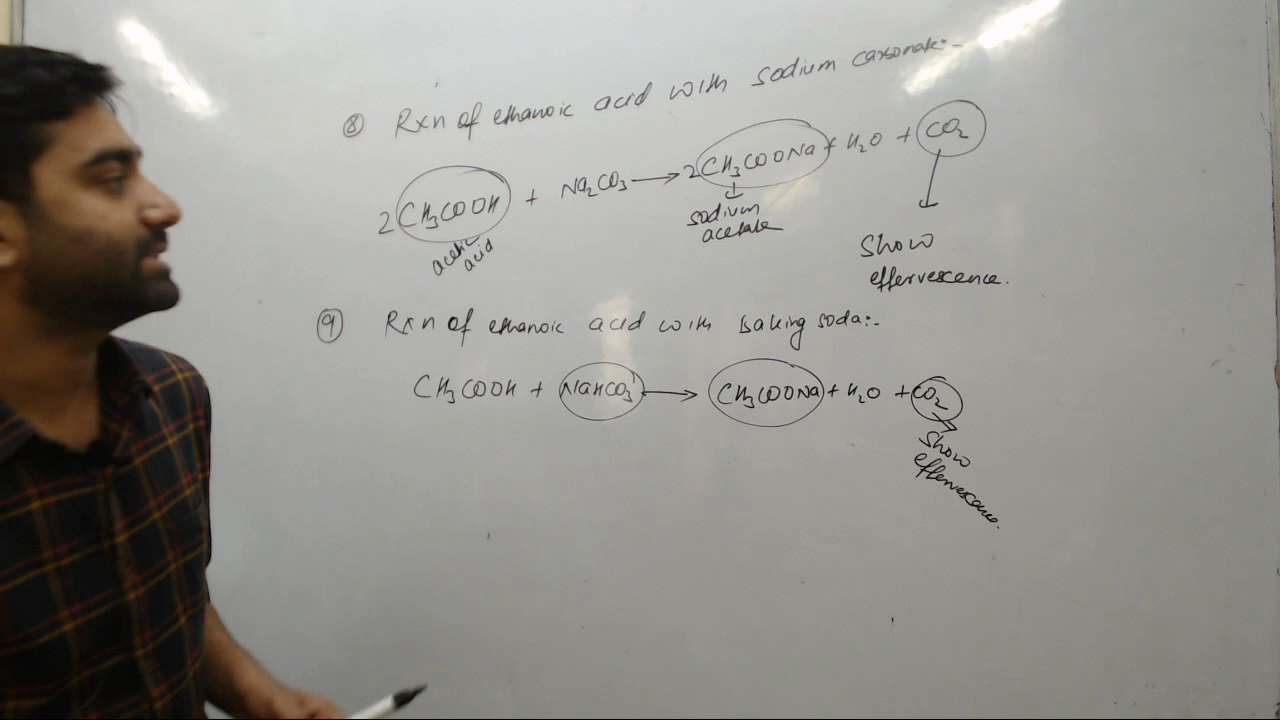 ⑧ Rxn of ethanoic acid with sodium carbonate:-
2CH₃COOH + Na₂CO₃ → 2CH₃COONa + H₂O + CO₂
acetic acid
sodium acetate
Show effervescence.
⑨ Rxn of ethanoic acid with baking soda:-
CH₃COOH + NaHCO₃ → CH₃COONa + H₂O + CO₂
Show effervescence.